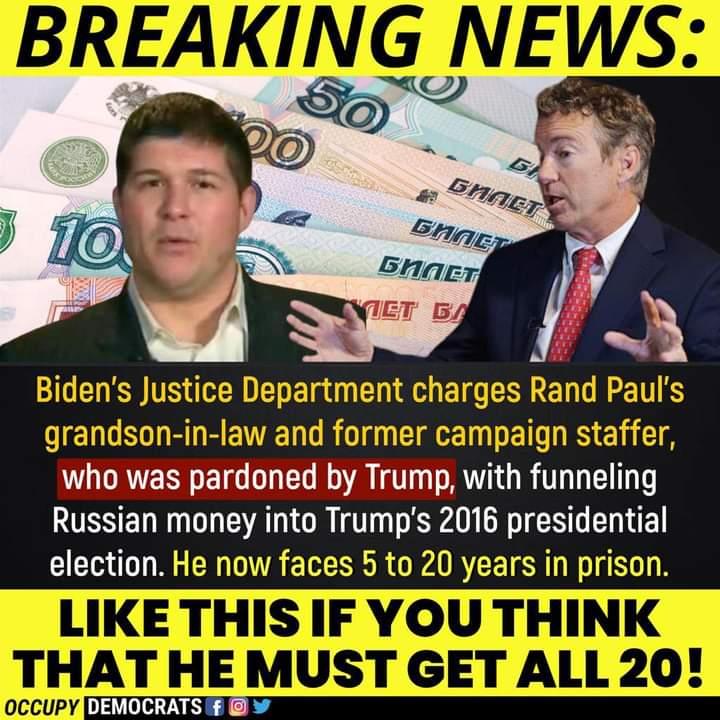 BREAKING NEWS:
50
100
БИЛЕТ
БИЛЕТ
БИЛЕТ
10
Biden's Justice Department charges Rand Paul's
grandson-in-law and former campaign staffer,
who was pardoned by Trump, with funneling
Russian money into Trump's 2016 presidential
election. He now faces 5 to 20 years in prison.
LIKE THIS IF YOU THINK
THAT HE MUST GET ALL 20!
OCCUPY DEMOCRATS